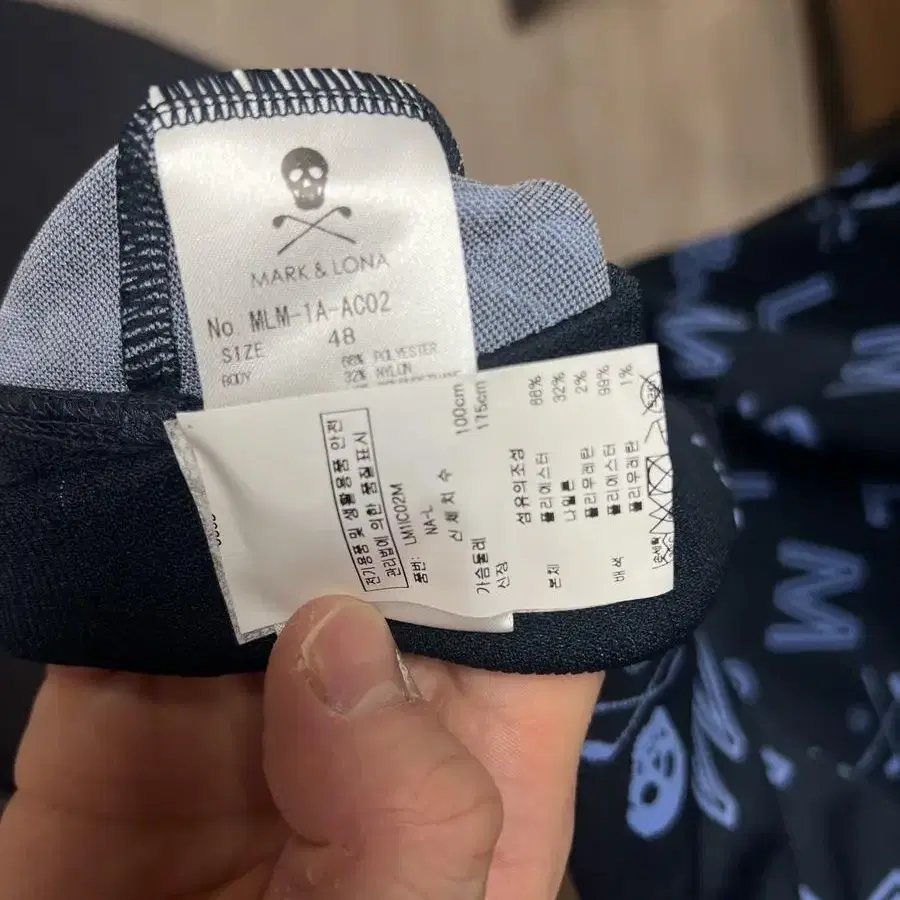 MARK & LONA
No. MLM-1A-AC02
SIZE 48
BODY 68% POLYESTER
32% NYLON
전기용품 및 생활용품 안전
관리법에 의한 품질표시
품번: LM1IC02M
NA-L
신체치수
가슴둘레 100cm
신장 175cm
섬유의조성
본체 폴리에스터 68%
나일론 32%
폴리우레탄 2%
배색 폴리에스터 99%
폴리우레탄 1%
손세탁
M
L
M